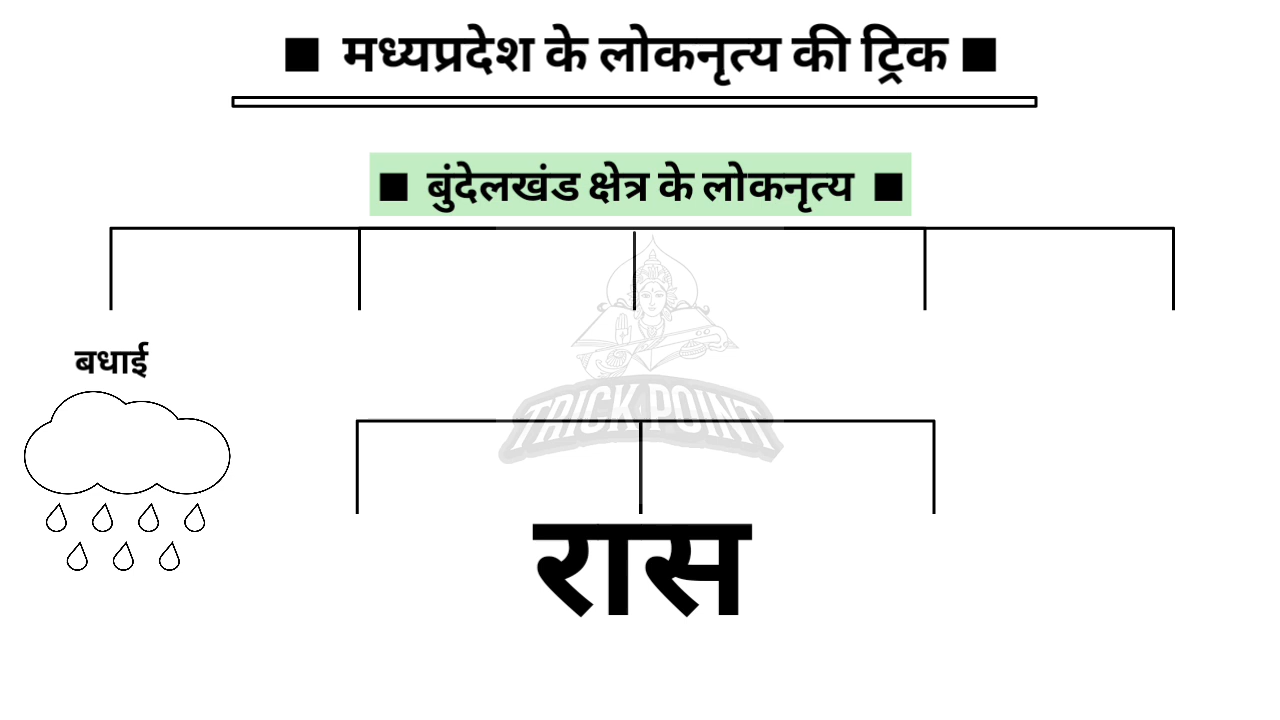 ■ मध्यप्रदेश के लोकनृत्य की ट्रिक ■
■ बुंदेलखंड क्षेत्र के लोकनृत्य ■
बधाई
TRICK POINT
रास